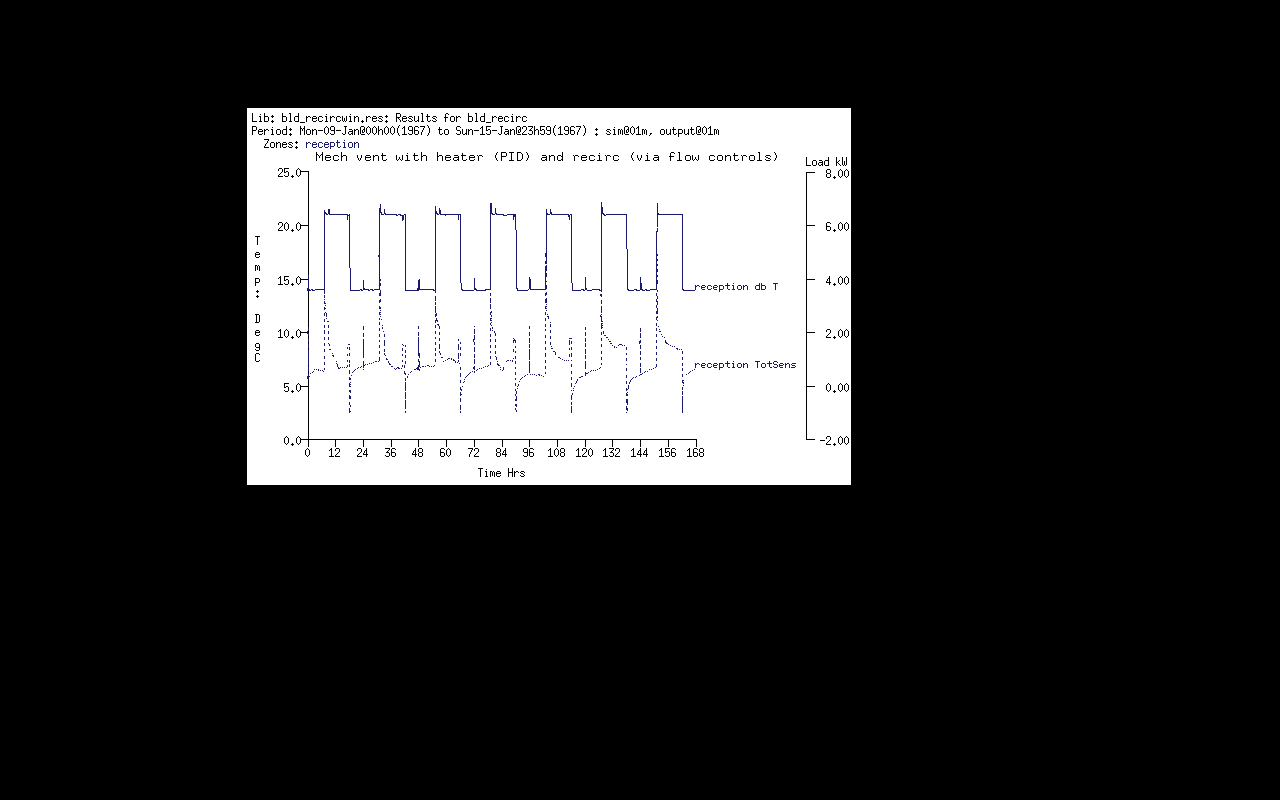 Lib: bld_recircwin.res: Results for bld_recirc
Period: Mon-09-Jan@00h00(1967) to Sun-15-Jan@23h59(1967) : sim@01m, output@01m
Zones: reception
Mech vent with heater (PID) and recirc (via flow controls)
Load kW
25.0
20.0
15.0
10.0
5.0
0.0
Temp: DegC
8.00
6.00
4.00
2.00
0.00
-2.00
reception db T
reception TotSens
0 12 24 36 48 60 72 84 96 108 120 132 144 156 168
Time Hrs